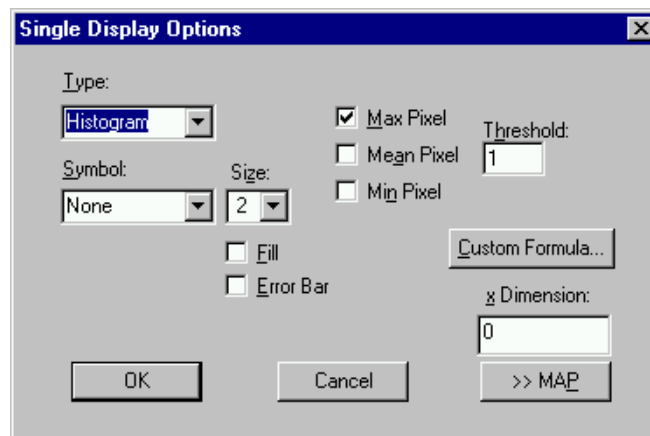 Single Display Options
Type:
Histogram
Symbol:
None
Size:
2
Fill
Error Bar
Max Pixel
Mean Pixel
Min Pixel
Threshold:
1
Custom Formula...
x Dimension:
0
OK
Cancel
>> MAP